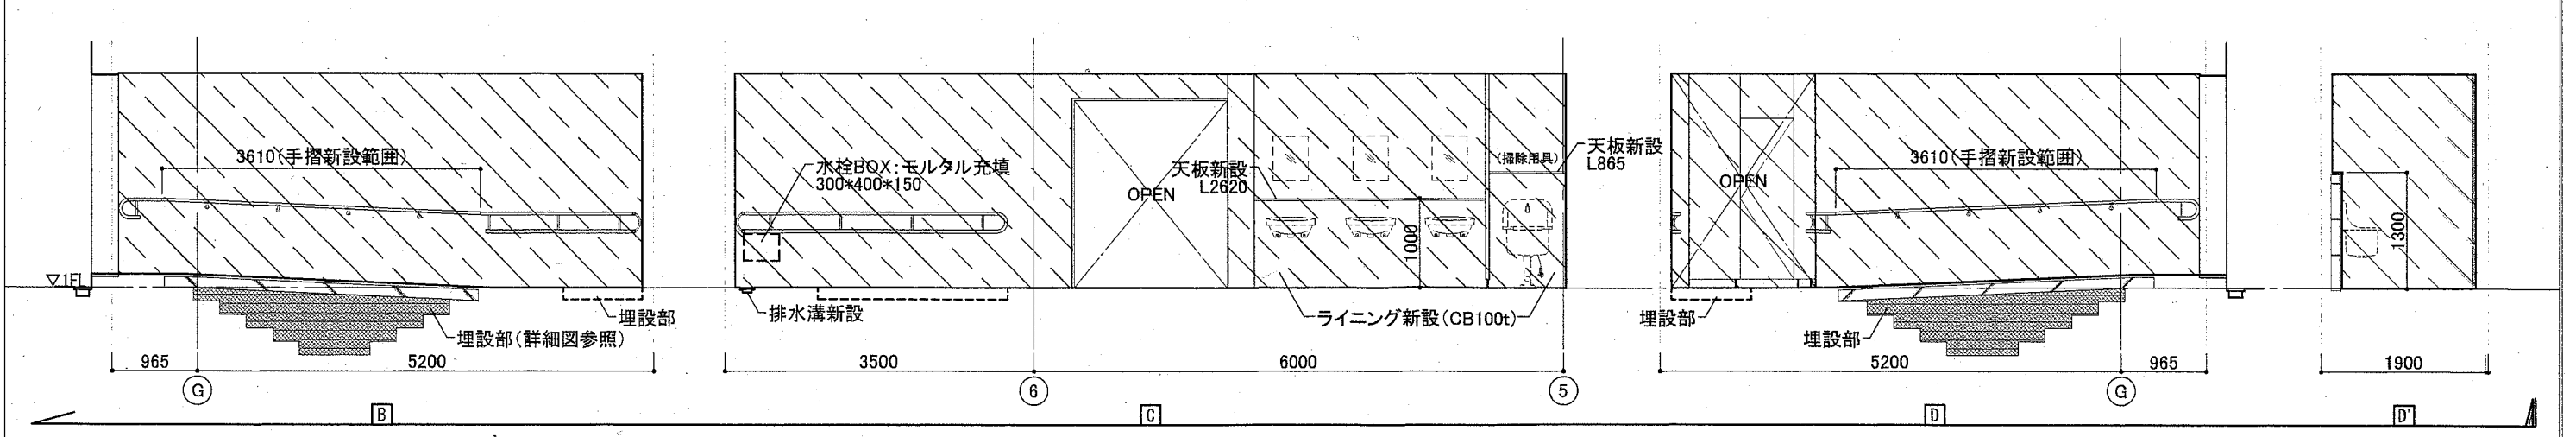 3610(手摺新設範囲)
▽1FL
埋設部(詳細図参照)
埋設部
965
5200
G
B
水栓BOX:モルタル充填
300*400*150
OPEN
天板新設
L2620
(掃除用具)
天板新設
L865
1000
排水溝新設
ライニング新設(CB100t)
3500
6000
6
5
C
OPEN
3610(手摺新設範囲)
埋設部
埋設部
5200
965
G
D
1300
1900
D'